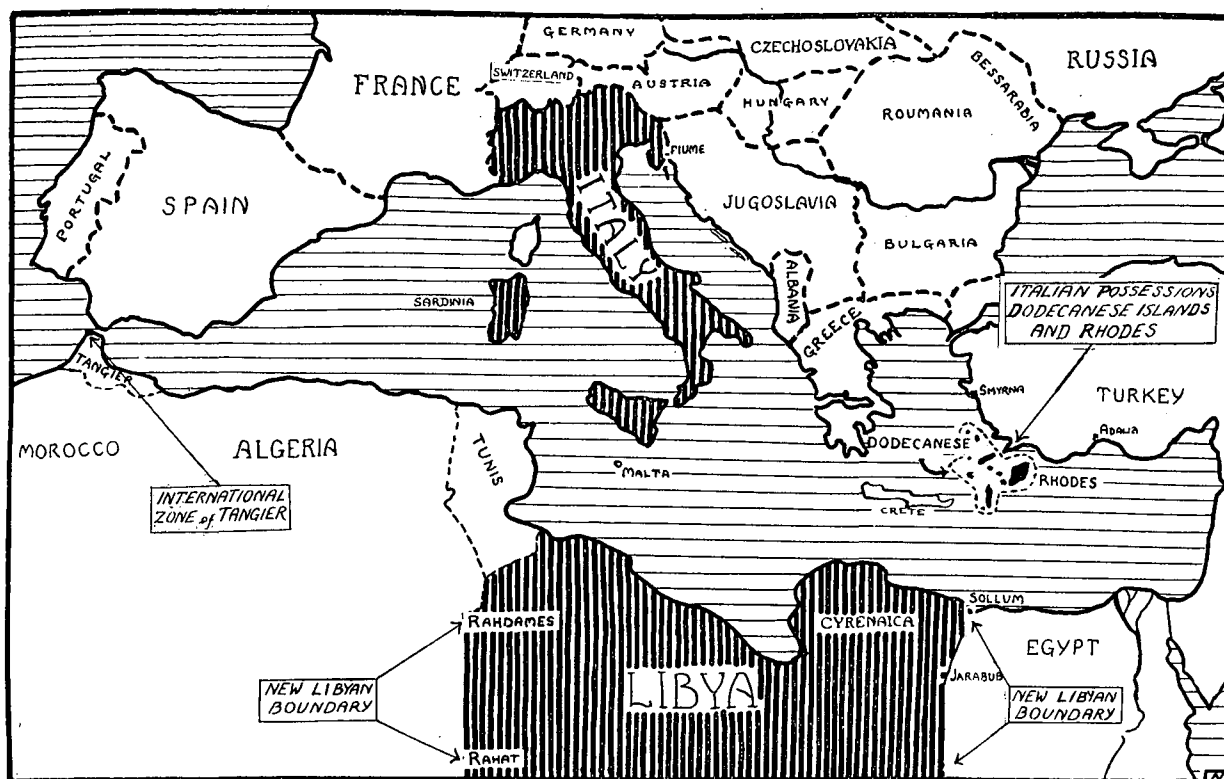 GERMANY
CZECHOSLOVAKIA
RUSSIA
BESSARABIA
SWITZERLAND
FRANCE
AUSTRIA
HUNGARY
ROUMANIA
FIUME
PORTUGAL
SPAIN
ITALY
JUGOSLAVIA
BULGARIA
ALBANIA
SARDINIA
ITALIAN POSSESSIONS
DODECANESE ISLANDS
AND RHODES
GREECE
TANGIER
SMYRNA
TURKEY
ADALIA
MOROCCO
ALGERIA
TUNIS
DODECANESE
MALTA
RHODES
CRETE
INTERNATIONAL
ZONE of TANGIER
SOLLUM
RAHDAMES
CYRENAICA
EGYPT
JARABUB
LIBYA
NEW LIBYAN
BOUNDARY
NEW LIBYAN
BOUNDARY
RAHAT